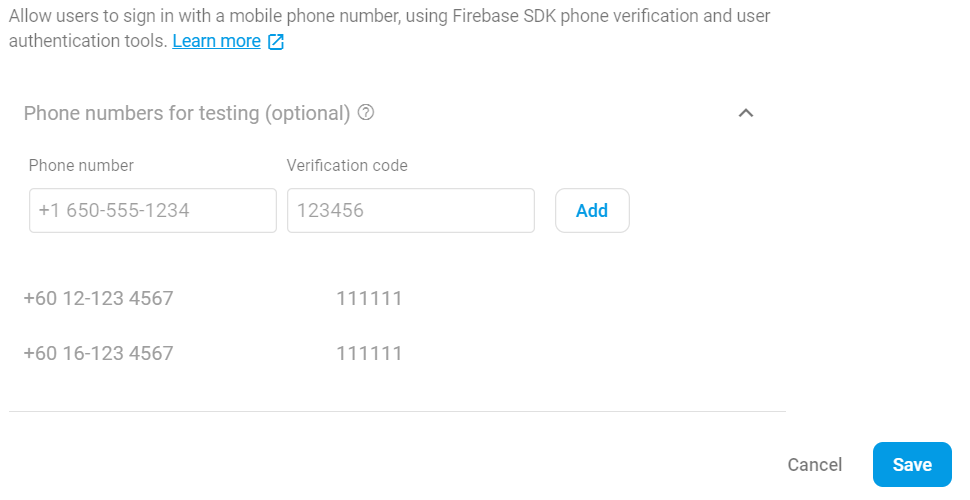 Allow users to sign in with a mobile phone number, using Firebase SDK phone verification and user
authentication tools. Learn more
Phone numbers for testing (optional)
Phone number Verification code
+1 650-555-1234 123456 Add
+60 12-123 4567 111111
+60 16-123 4567 111111
Cancel Save